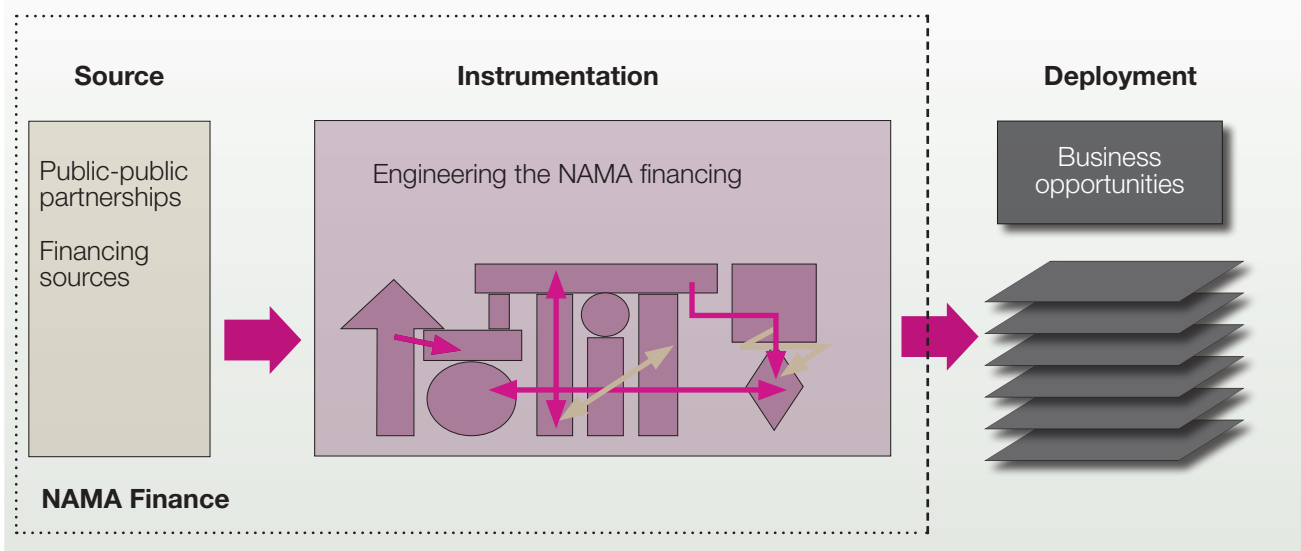 Source
Instrumentation
Deployment
Public-public
partnerships
Financing
sources
Engineering the NAMA financing
Business
opportunities
NAMA Finance